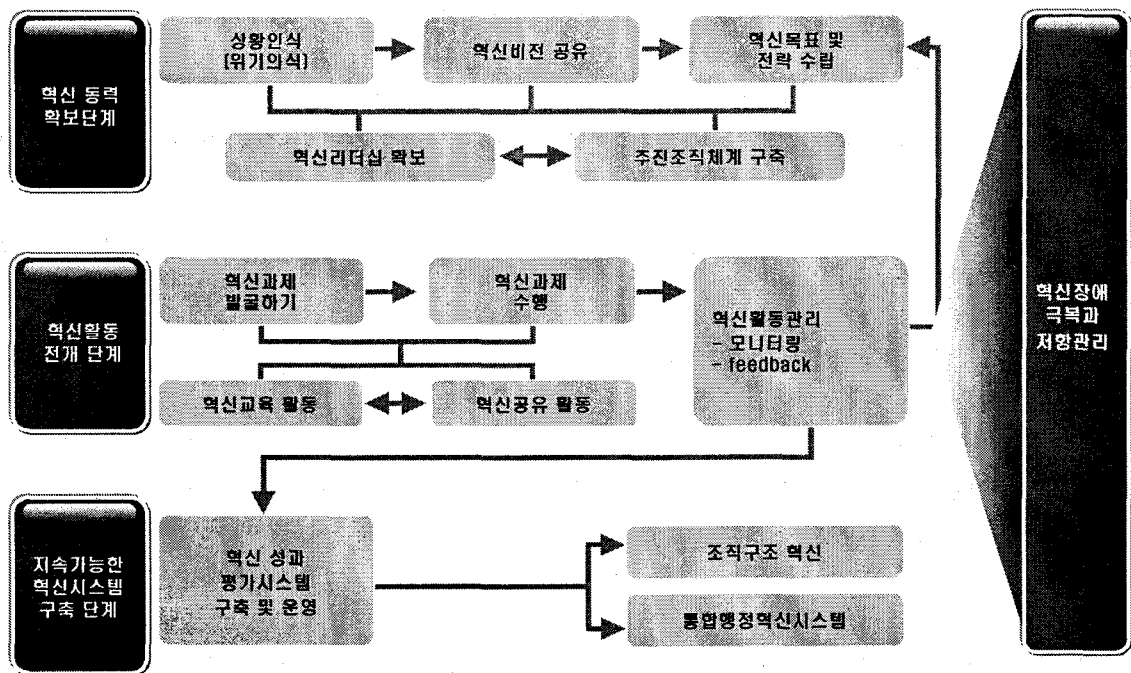 혁신 동력
확보단계
상황인식
[위기의식]
혁신비전 공유
혁신목표 및
전략 수립
혁신리더십 확보
추진조직체계 구축
혁신활동
전개 단계
혁신과제
발굴하기
혁신과제
수행
혁신활동관리
- 모니터링
- feedback
혁신교육 활동
혁신공유 활동
지속가능한
혁신시스템
구축 단계
혁신 성과
평가시스템
구축 및 운영
조직구조 혁신
통합행정혁신시스템
혁신장애
극복과
저항관리